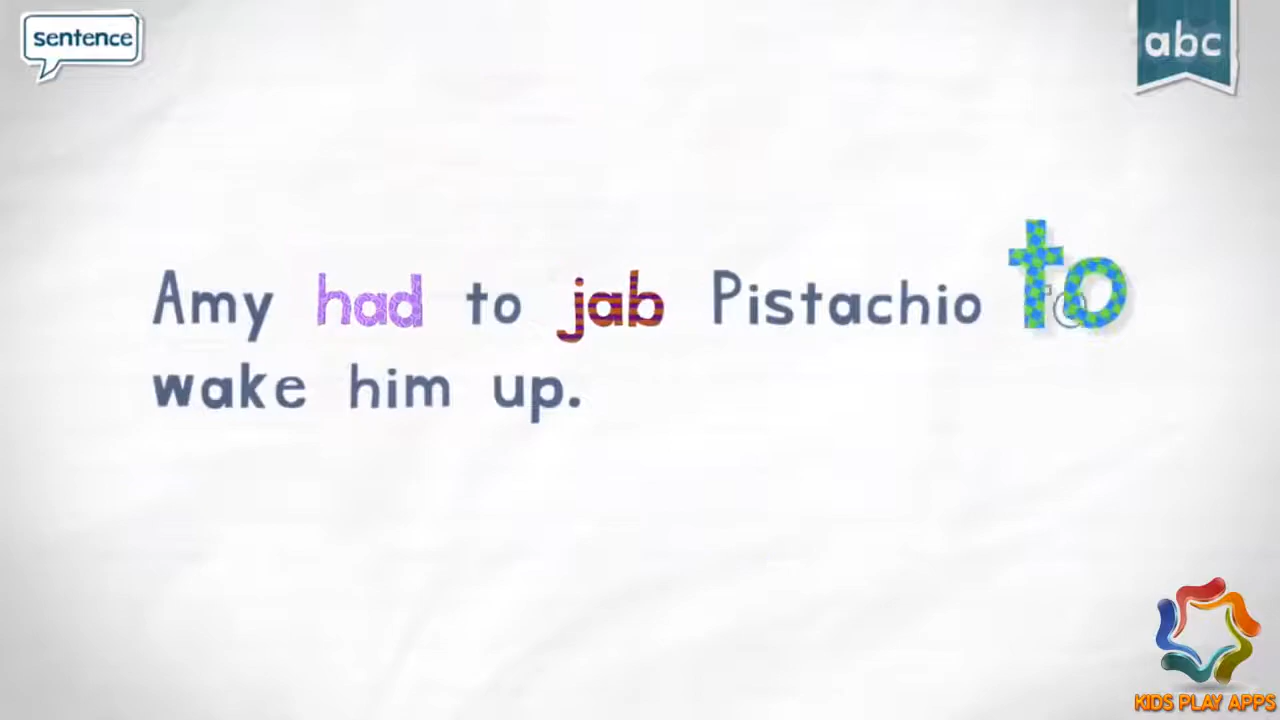 sentence
abc
Amy had to jab Pistachio to
wake him up.
KIDS PLAY APPS